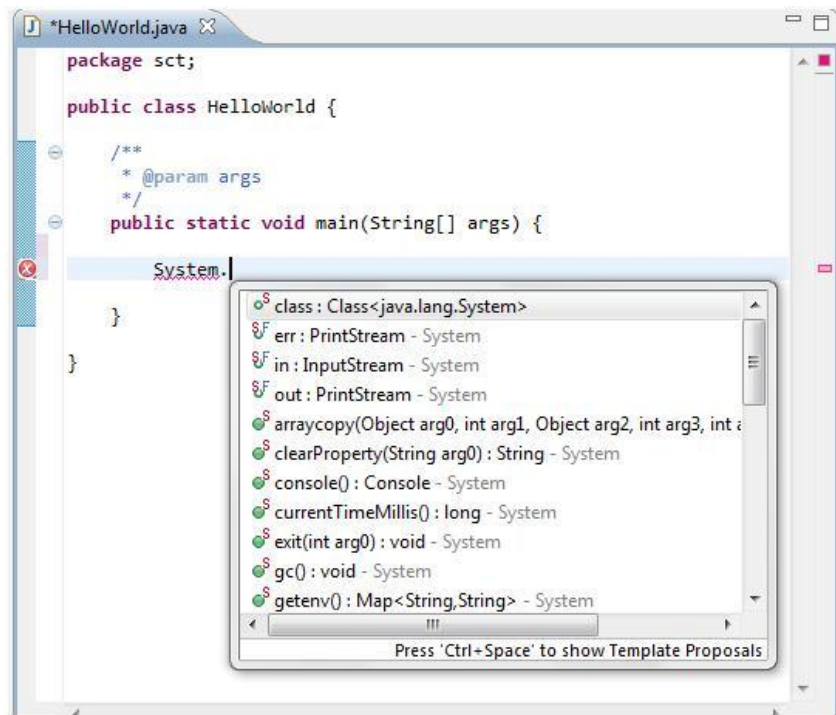 *HelloWorld.java
package sct;
public class HelloWorld {
/**
* @param args
*/
public static void main(String[] args) {
System.
class : Class<java.lang.System>
err : PrintStream - System
in : InputStream - System
out : PrintStream - System
arraycopy(Object arg0, int arg1, Object arg2, int arg3, int a
clearProperty(String arg0) : String - System
console() : Console - System
currentTimeMillis() : long - System
exit(int arg0) : void - System
gc() : void - System
getenv() : Map<String,String> - System
Press 'Ctrl+Space' to show Template Proposals
}
}